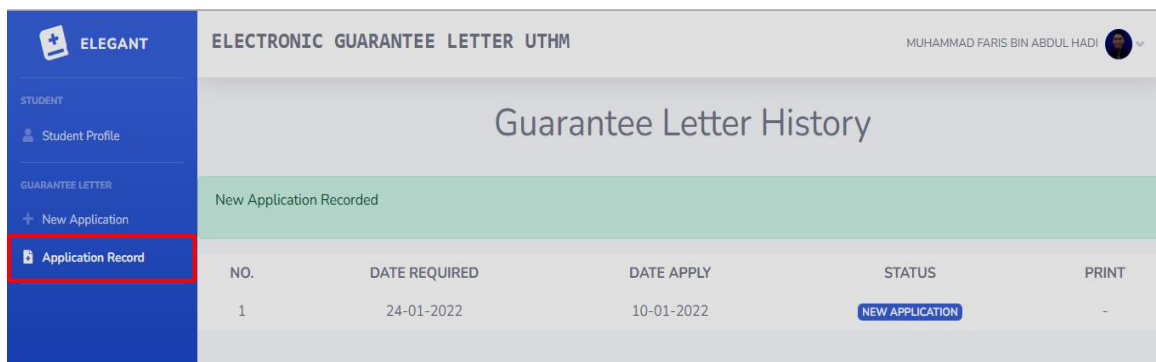 ELEGANT
ELECTRONIC GUARANTEE LETTER UTHM
MUHAMMAD FARIS BIN ABDUL HADI
STUDENT
Student Profile
GUARANTEE LETTER
New Application
Application Record
Guarantee Letter History
New Application Recorded
NO. DATE REQUIRED DATE APPLY STATUS PRINT
1 24-01-2022 10-01-2022 NEW APPLICATION -